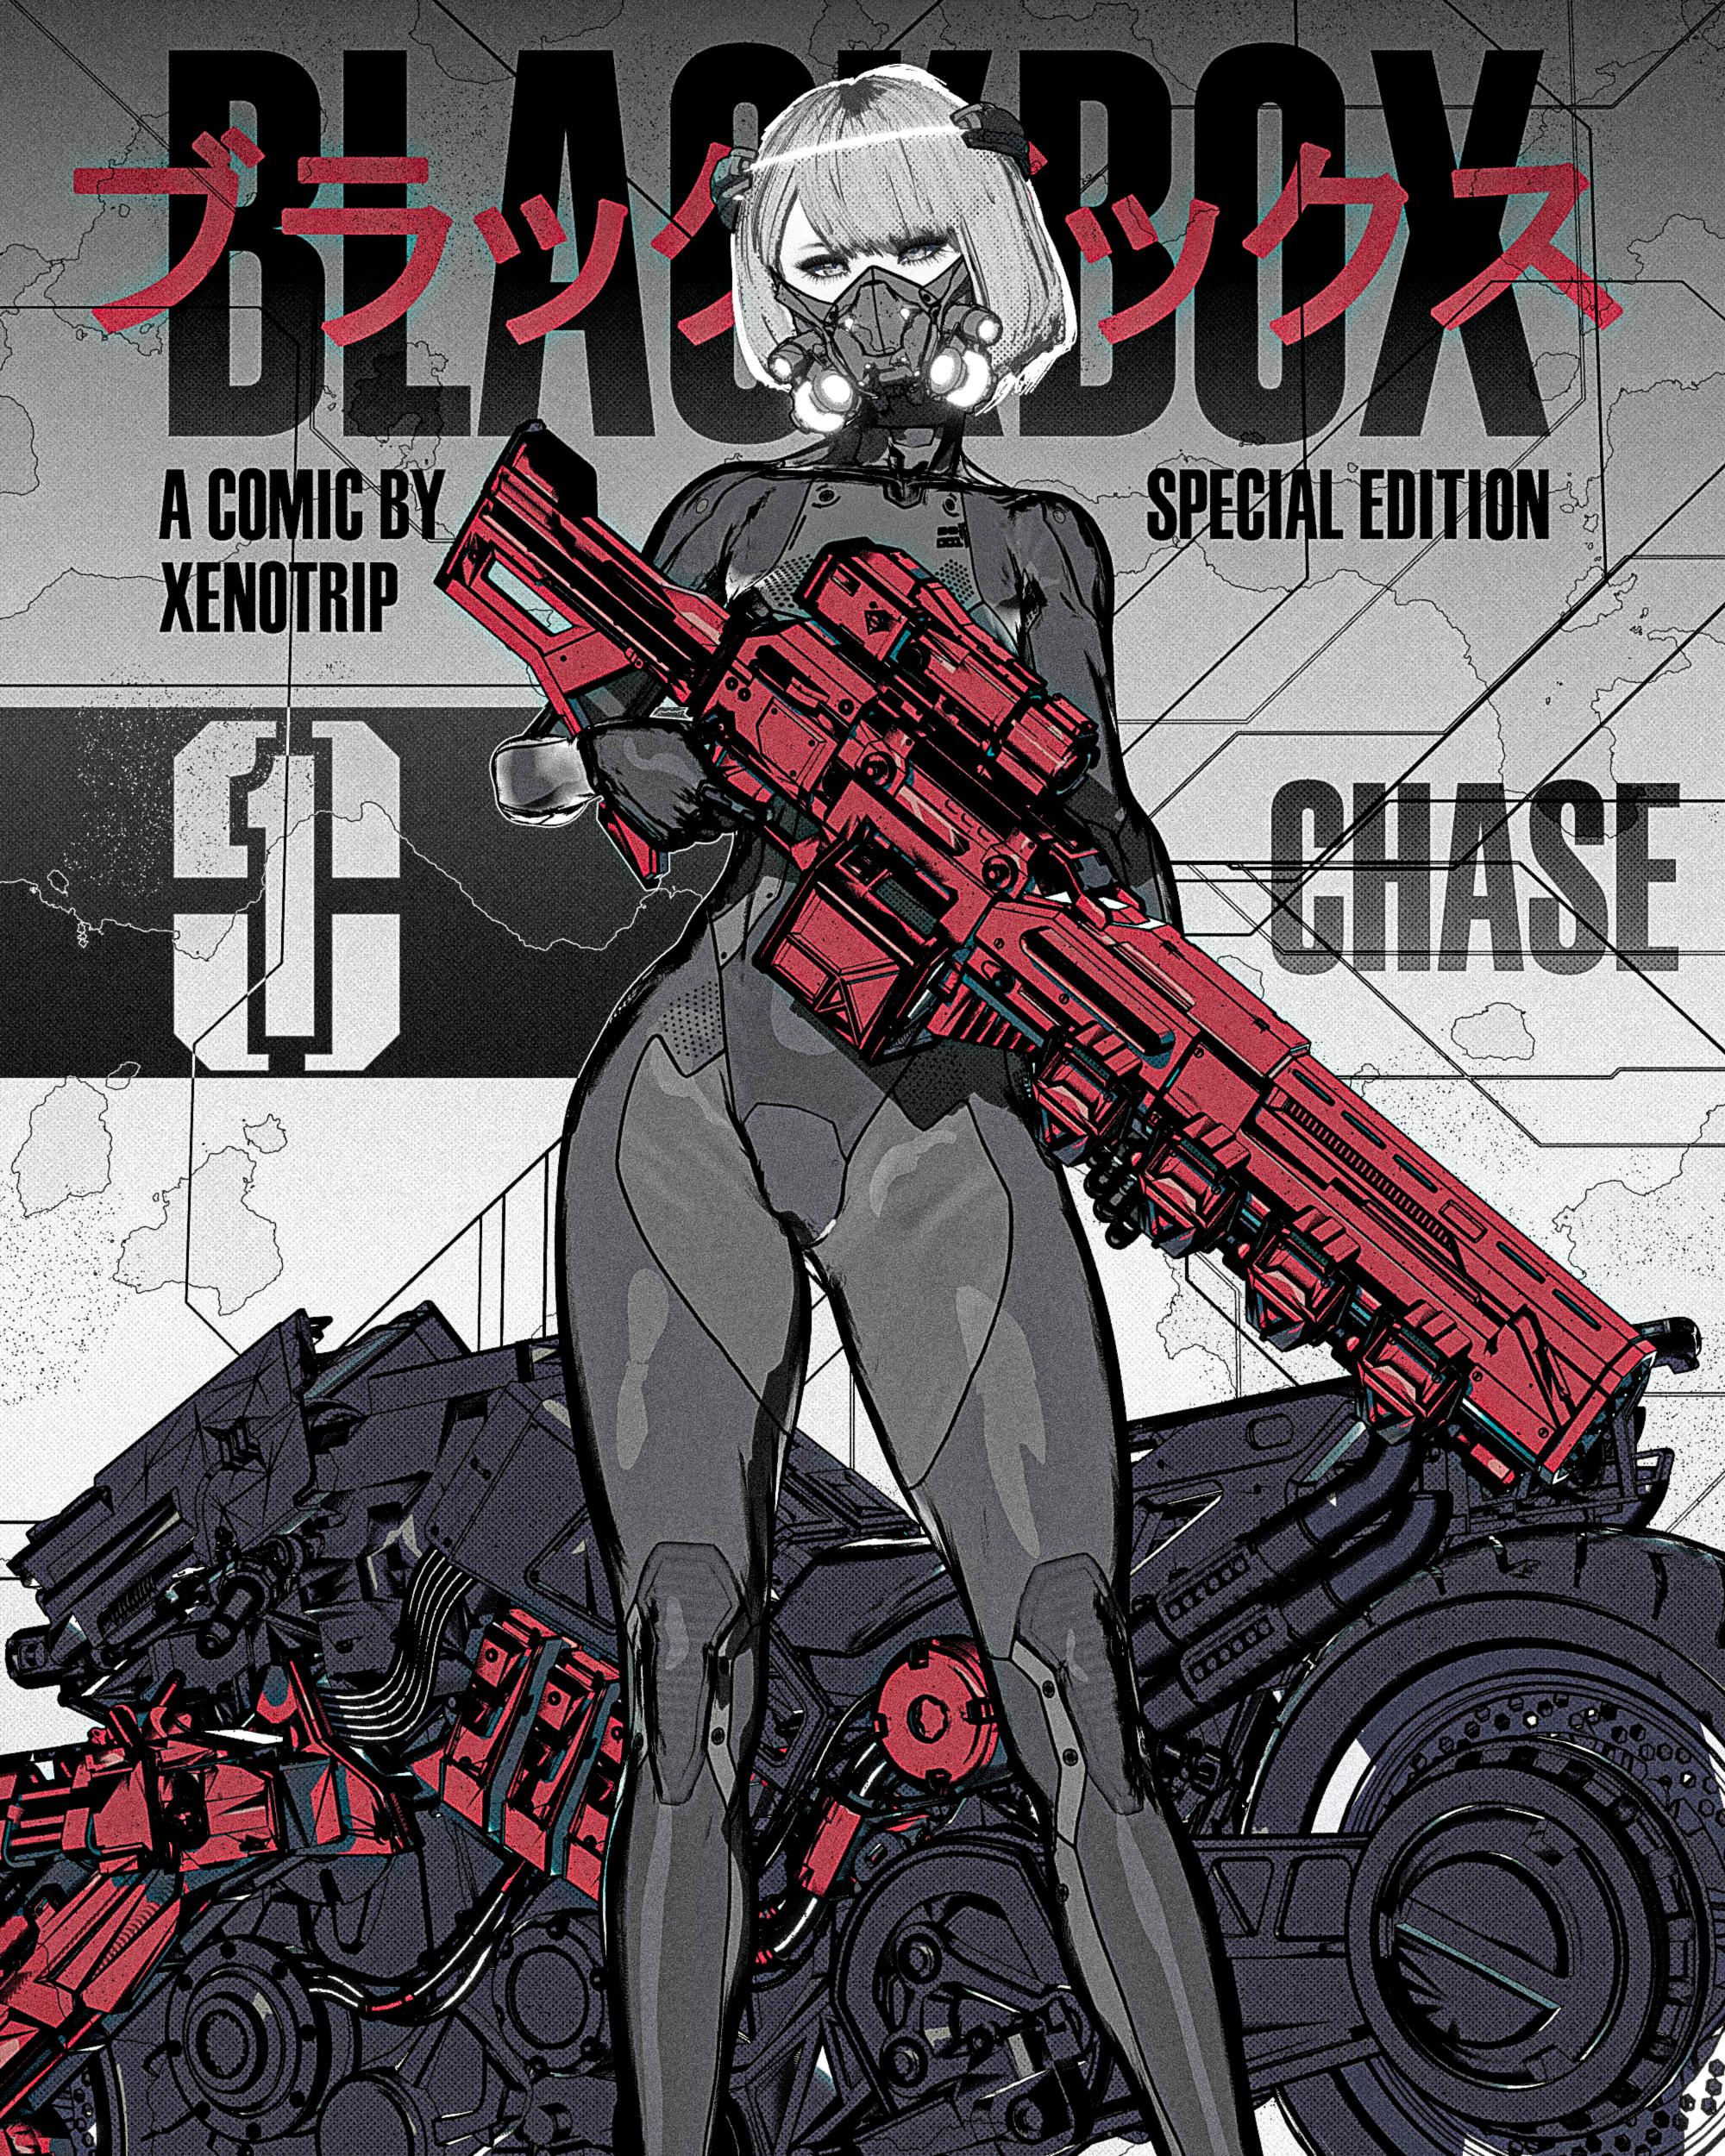 BLACKBOX
ブラックボックス
A COMIC BY
XENOTRIP
SPECIAL EDITION
1
CHASE